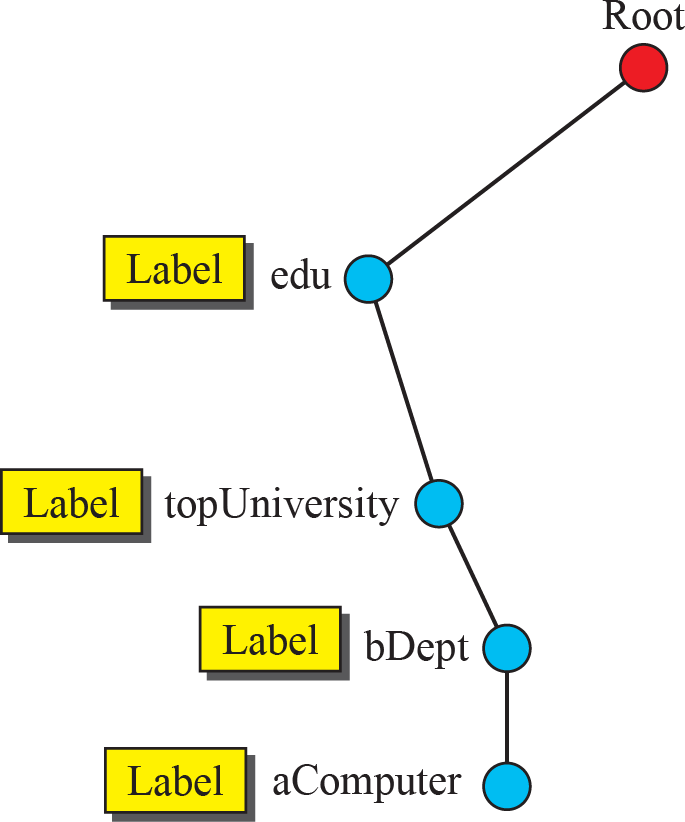 Root
Label edu
Label topUniversity
Label bDept
Label aComputer